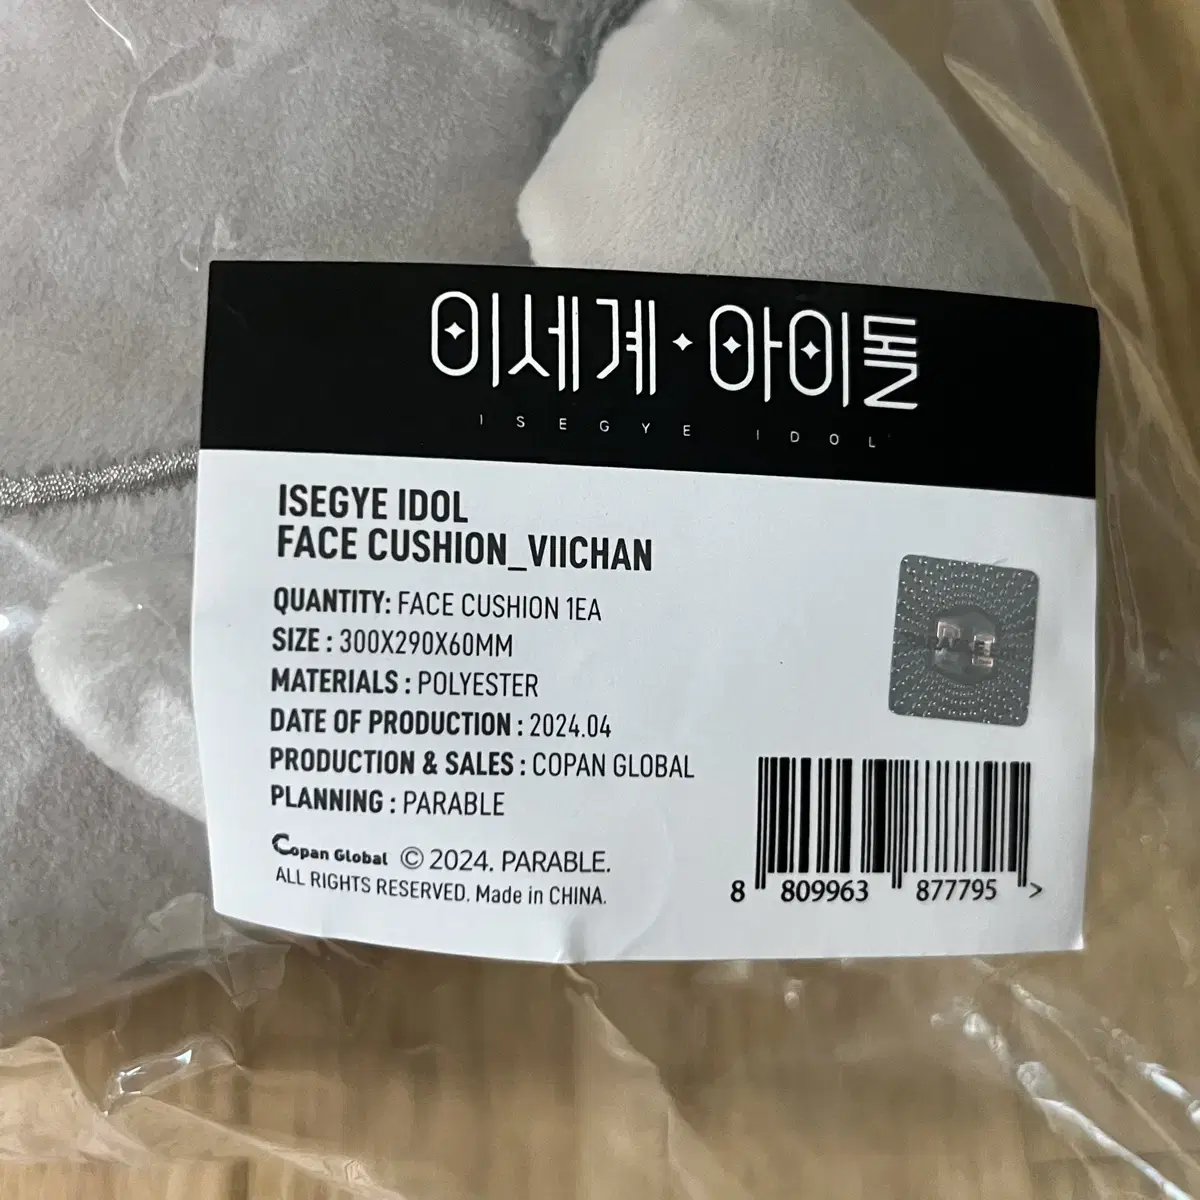 이세계아이돌
ISEGYE IDOL
ISEGYE IDOL
FACE CUSHION_VIICHAN
QUANTITY: FACE CUSHION 1EA
SIZE : 300X290X60MM
MATERIALS : POLYESTER
DATE OF PRODUCTION : 2024.04
PRODUCTION & SALES : COPAN GLOBAL
PLANNING : PARABLE
Copan Global © 2024. PARABLE.
ALL RIGHTS RESERVED. Made in CHINA.
8 809963 877795 >